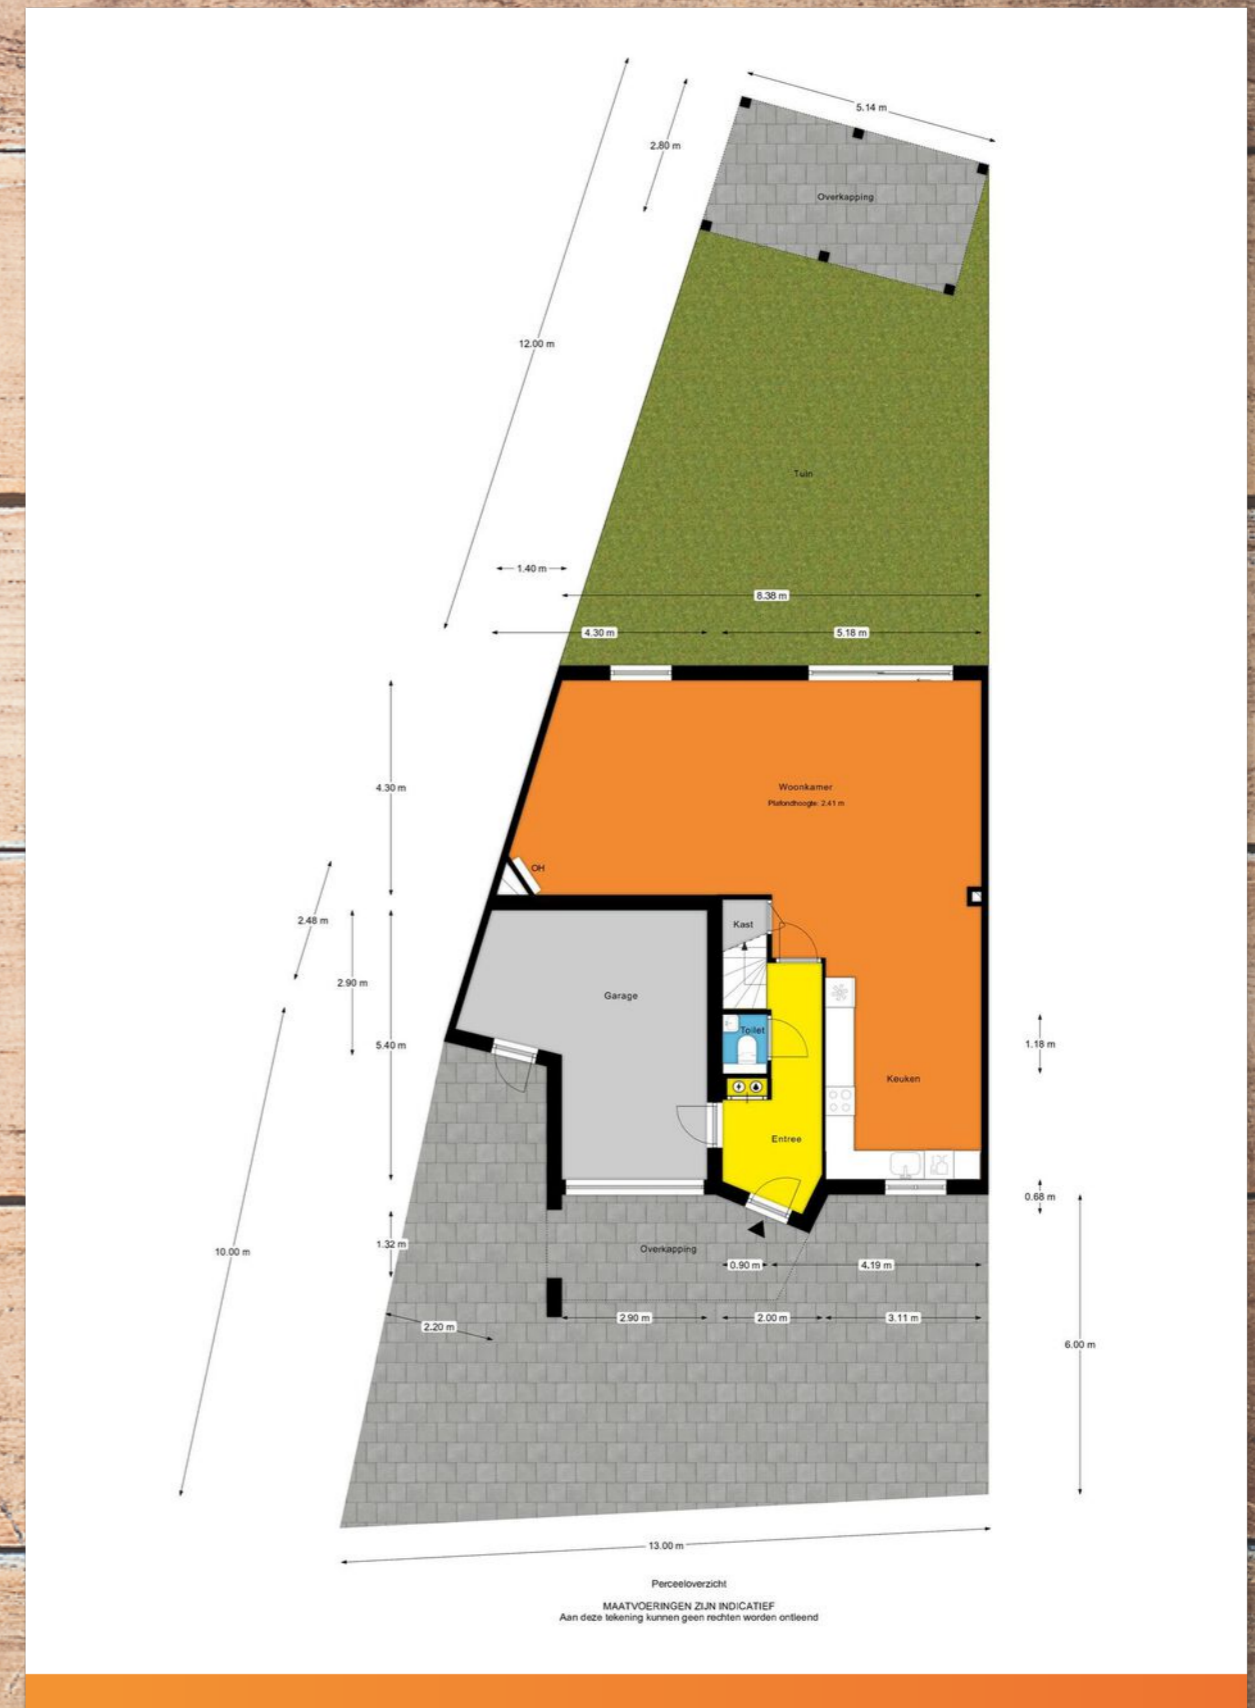 5.14 m
2.80 m
Overkapping
12.00 m
Tuin
1.40 m
8.38 m
4.30 m
5.18 m
4.30 m
Woonkamer
Plafondhoogte: 2.41 m
OH
2.48 m
Kast
2.90 m
Garage
5.40 m
Toilet
1.18 m
Keuken
Entree
0.68 m
10.00 m
1.32 m
Overkapping
0.90 m
4.19 m
2.20 m
2.90 m
2.00 m
3.11 m
6.00 m
13.00 m
Perceeloverzicht
MAATVOERINGEN ZIJN INDICATIEF
Aan deze tekening kunnen geen rechten worden ontleend